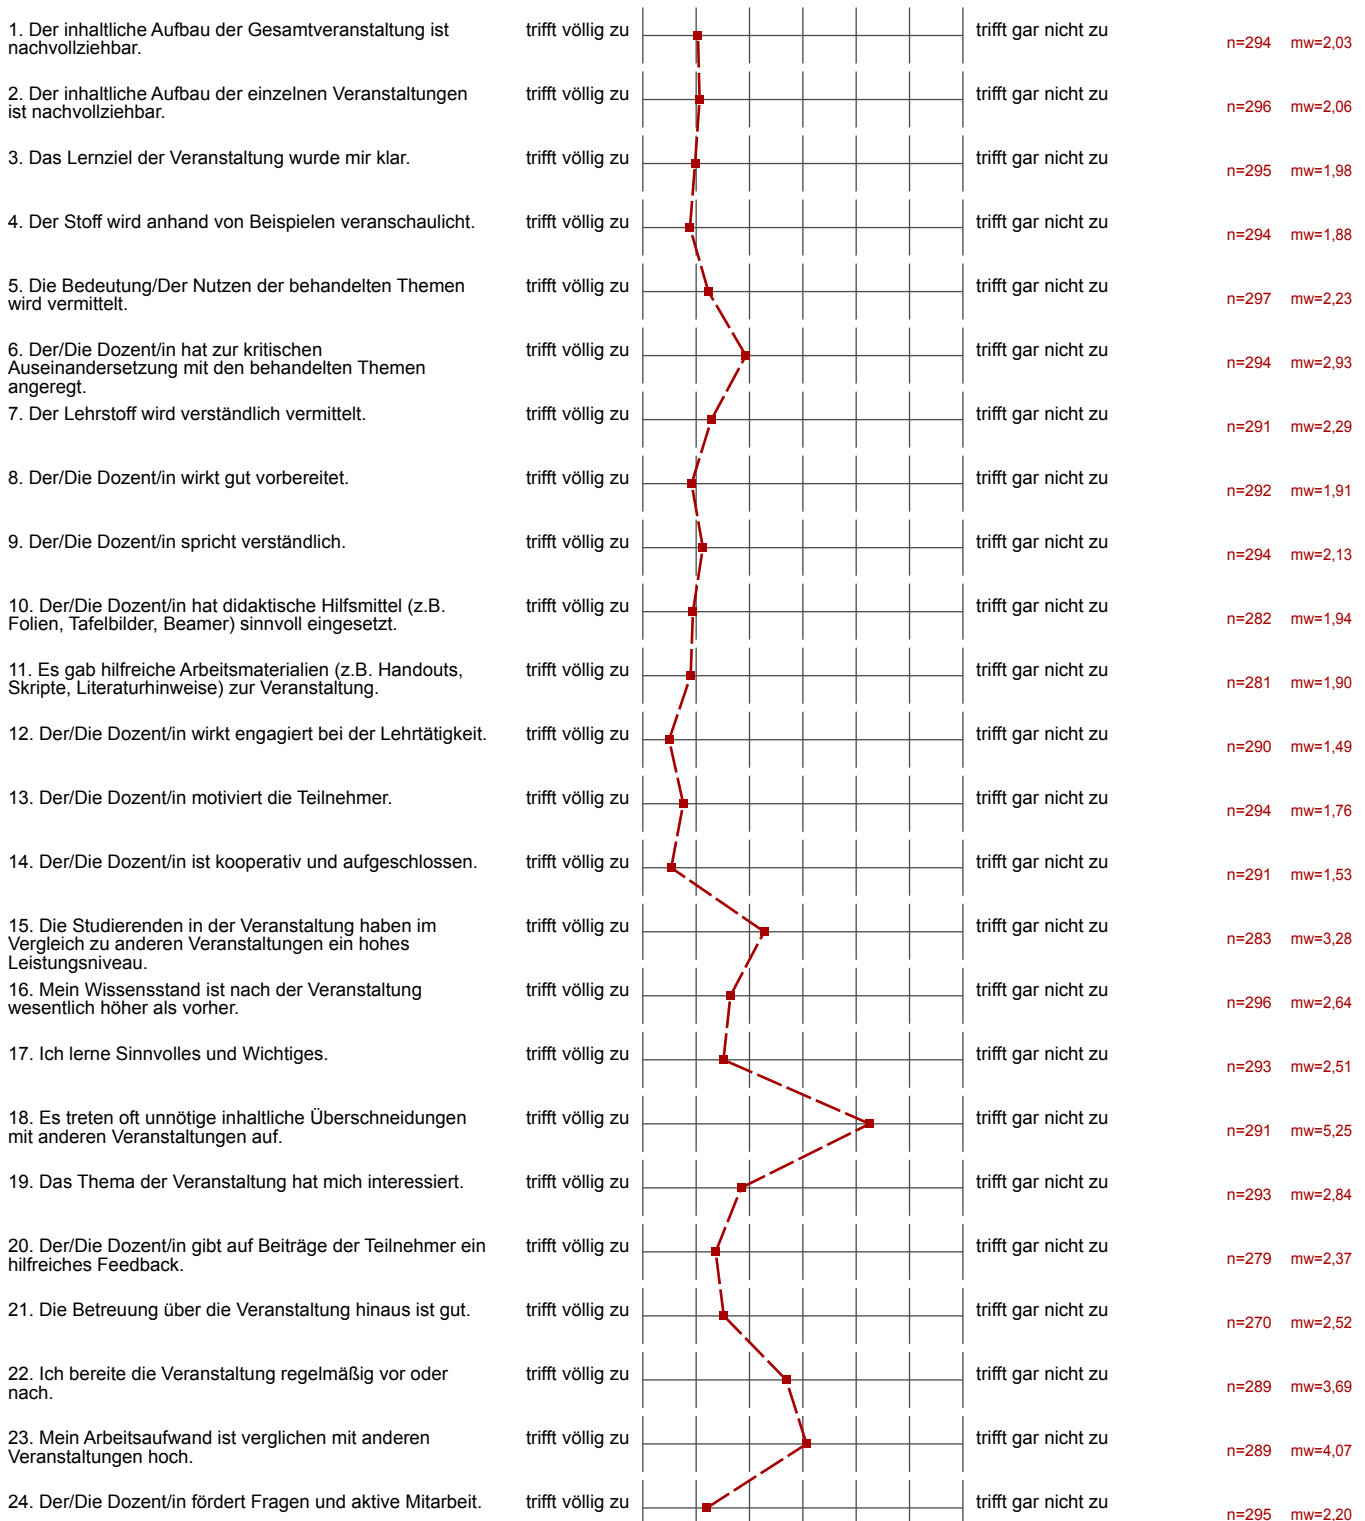 1. Der inhaltliche Aufbau der Gesamtveranstaltung ist
nachvollziehbar.
trifft völlig zu
trifft gar nicht zu
n=294 mw=2,03
2. Der inhaltliche Aufbau der einzelnen Veranstaltungen
ist nachvollziehbar.
trifft völlig zu
trifft gar nicht zu
n=296 mw=2,06
3. Das Lernziel der Veranstaltung wurde mir klar.
trifft völlig zu
trifft gar nicht zu
n=295 mw=1,98
4. Der Stoff wird anhand von Beispielen veranschaulicht.
trifft völlig zu
trifft gar nicht zu
n=294 mw=1,88
5. Die Bedeutung/Der Nutzen der behandelten Themen
wird vermittelt.
trifft völlig zu
trifft gar nicht zu
n=297 mw=2,23
6. Der/Die Dozent/in hat zur kritischen
Auseinandersetzung mit den behandelten Themen
angeregt.
trifft völlig zu
trifft gar nicht zu
n=294 mw=2,93
7. Der Lehrstoff wird verständlich vermittelt.
trifft völlig zu
trifft gar nicht zu
n=291 mw=2,29
8. Der/Die Dozent/in wirkt gut vorbereitet.
trifft völlig zu
trifft gar nicht zu
n=292 mw=1,91
9. Der/Die Dozent/in spricht verständlich.
trifft völlig zu
trifft gar nicht zu
n=294 mw=2,13
10. Der/Die Dozent/in hat didaktische Hilfsmittel (z.B.
Folien, Tafelbilder, Beamer) sinnvoll eingesetzt.
trifft völlig zu
trifft gar nicht zu
n=282 mw=1,94
11. Es gab hilfreiche Arbeitsmaterialien (z.B. Handouts,
Skripte, Literaturhinweise) zur Veranstaltung.
trifft völlig zu
trifft gar nicht zu
n=281 mw=1,90
12. Der/Die Dozent/in wirkt engagiert bei der Lehrtätigkeit.
trifft völlig zu
trifft gar nicht zu
n=290 mw=1,49
13. Der/Die Dozent/in motiviert die Teilnehmer.
trifft völlig zu
trifft gar nicht zu
n=294 mw=1,76
14. Der/Die Dozent/in ist kooperativ und aufgeschlossen.
trifft völlig zu
trifft gar nicht zu
n=291 mw=1,53
15. Die Studierenden in der Veranstaltung haben im
Vergleich zu anderen Veranstaltungen ein hohes
Leistungsniveau.
trifft völlig zu
trifft gar nicht zu
n=283 mw=3,28
16. Mein Wissensstand ist nach der Veranstaltung
wesentlich höher als vorher.
trifft völlig zu
trifft gar nicht zu
n=296 mw=2,64
17. Ich lerne Sinnvolles und Wichtiges.
trifft völlig zu
trifft gar nicht zu
n=293 mw=2,51
18. Es treten oft unnötige inhaltliche Überschneidungen
mit anderen Veranstaltungen auf.
trifft völlig zu
trifft gar nicht zu
n=291 mw=5,25
19. Das Thema der Veranstaltung hat mich interessiert.
trifft völlig zu
trifft gar nicht zu
n=293 mw=2,84
20. Der/Die Dozent/in gibt auf Beiträge der Teilnehmer ein
hilfreiches Feedback.
trifft völlig zu
trifft gar nicht zu
n=279 mw=2,37
21. Die Betreuung über die Veranstaltung hinaus ist gut.
trifft völlig zu
trifft gar nicht zu
n=270 mw=2,52
22. Ich bereite die Veranstaltung regelmäßig vor oder
nach.
trifft völlig zu
trifft gar nicht zu
n=289 mw=3,69
23. Mein Arbeitsaufwand ist verglichen mit anderen
Veranstaltungen hoch.
trifft völlig zu
trifft gar nicht zu
n=289 mw=4,07
24. Der/Die Dozent/in fördert Fragen und aktive Mitarbeit.
trifft völlig zu
trifft gar nicht zu
n=295 mw=2,20